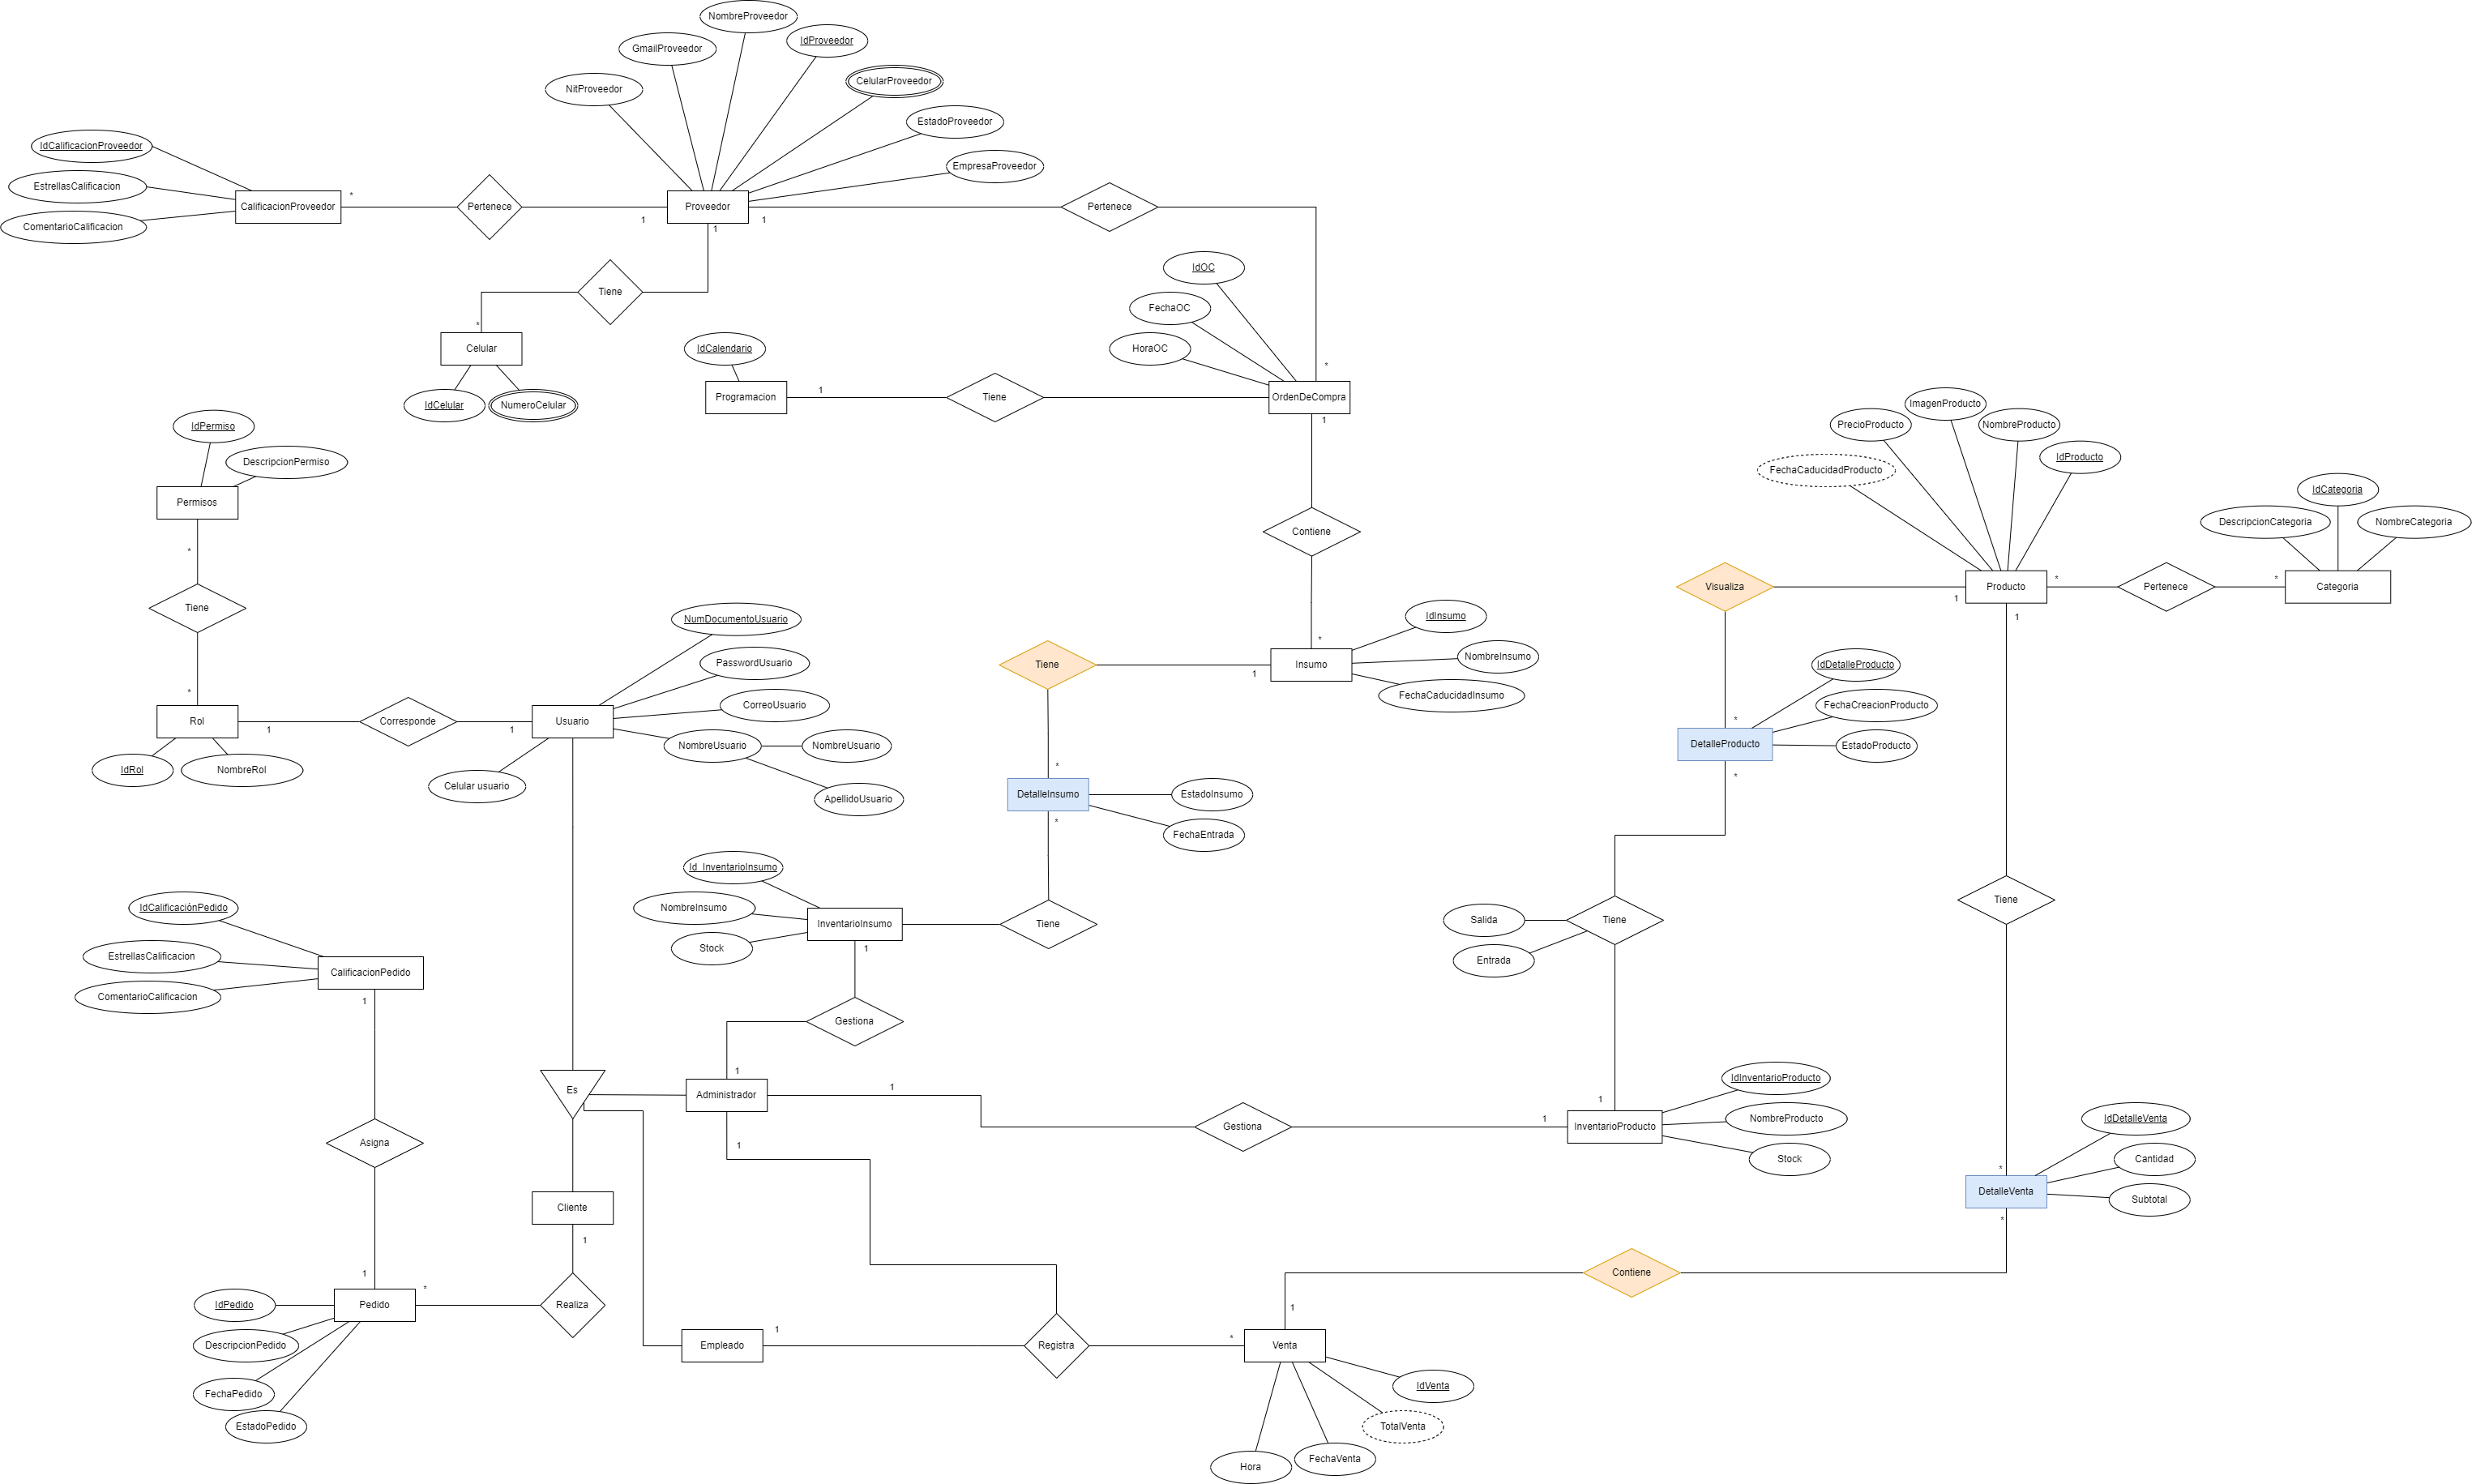 NombreProveedor
IdProveedor
GmailProveedor
CelularProveedor
NitProveedor
EstadoProveedor
EmpresaProveedor
IdCalificacionProveedor
EstrellasCalificacion
ComentarioCalificacion
CalificacionProveedor
*
Pertenece
1
Proveedor
1
1
Pertenece
Tiene
*
Celular
IdCelular
NumeroCelular
IdOC
FechaOC
HoraOC
*
OrdenDeCompra
1
IdCalendario
Programacion
1
Tiene
Contiene
*
IdPermiso
DescripcionPermiso
Permisos
*
Tiene
*
Rol
1
IdRol
NombreRol
Corresponde
1
Usuario
NumDocumentoUsuario
PasswordUsuario
CorreoUsuario
NombreUsuario
NombreUsuario
ApellidoUsuario
Celular usuario
Tiene
1
Insumo
IdInsumo
NombreInsumo
FechaCaducidadInsumo
*
DetalleInsumo
*
EstadoInsumo
FechaEntrada
ImagenProducto
PrecioProducto
NombreProducto
IdProducto
FechaCaducidadProducto
Visualiza
1
Producto
1
*
Pertenece
*
Categoria
IdCategoria
DescripcionCategoria
NombreCategoria
*
DetalleProducto
*
IdDetalleProducto
FechaCreacionProducto
EstadoProducto
Id_InventarioInsumo
NombreInsumo
Stock
InventarioInsumo
1
Tiene
Gestiona
1
Salida
Entrada
Tiene
1
Tiene
IdCalificaciónPedido
EstrellasCalificacion
ComentarioCalificacion
CalificacionPedido
1
Asigna
1
Es
Administrador
1
1
Gestiona
1
InventarioProducto
IdInventarioProducto
NombreProducto
Stock
IdDetalleVenta
Cantidad
Subtotal
*
DetalleVenta
*
Cliente
1
Realiza
*
Pedido
IdPedido
DescripcionPedido
FechaPedido
EstadoPedido
Empleado
1
Registra
*
Venta
1
Contiene
IdVenta
TotalVenta
FechaVenta
Hora